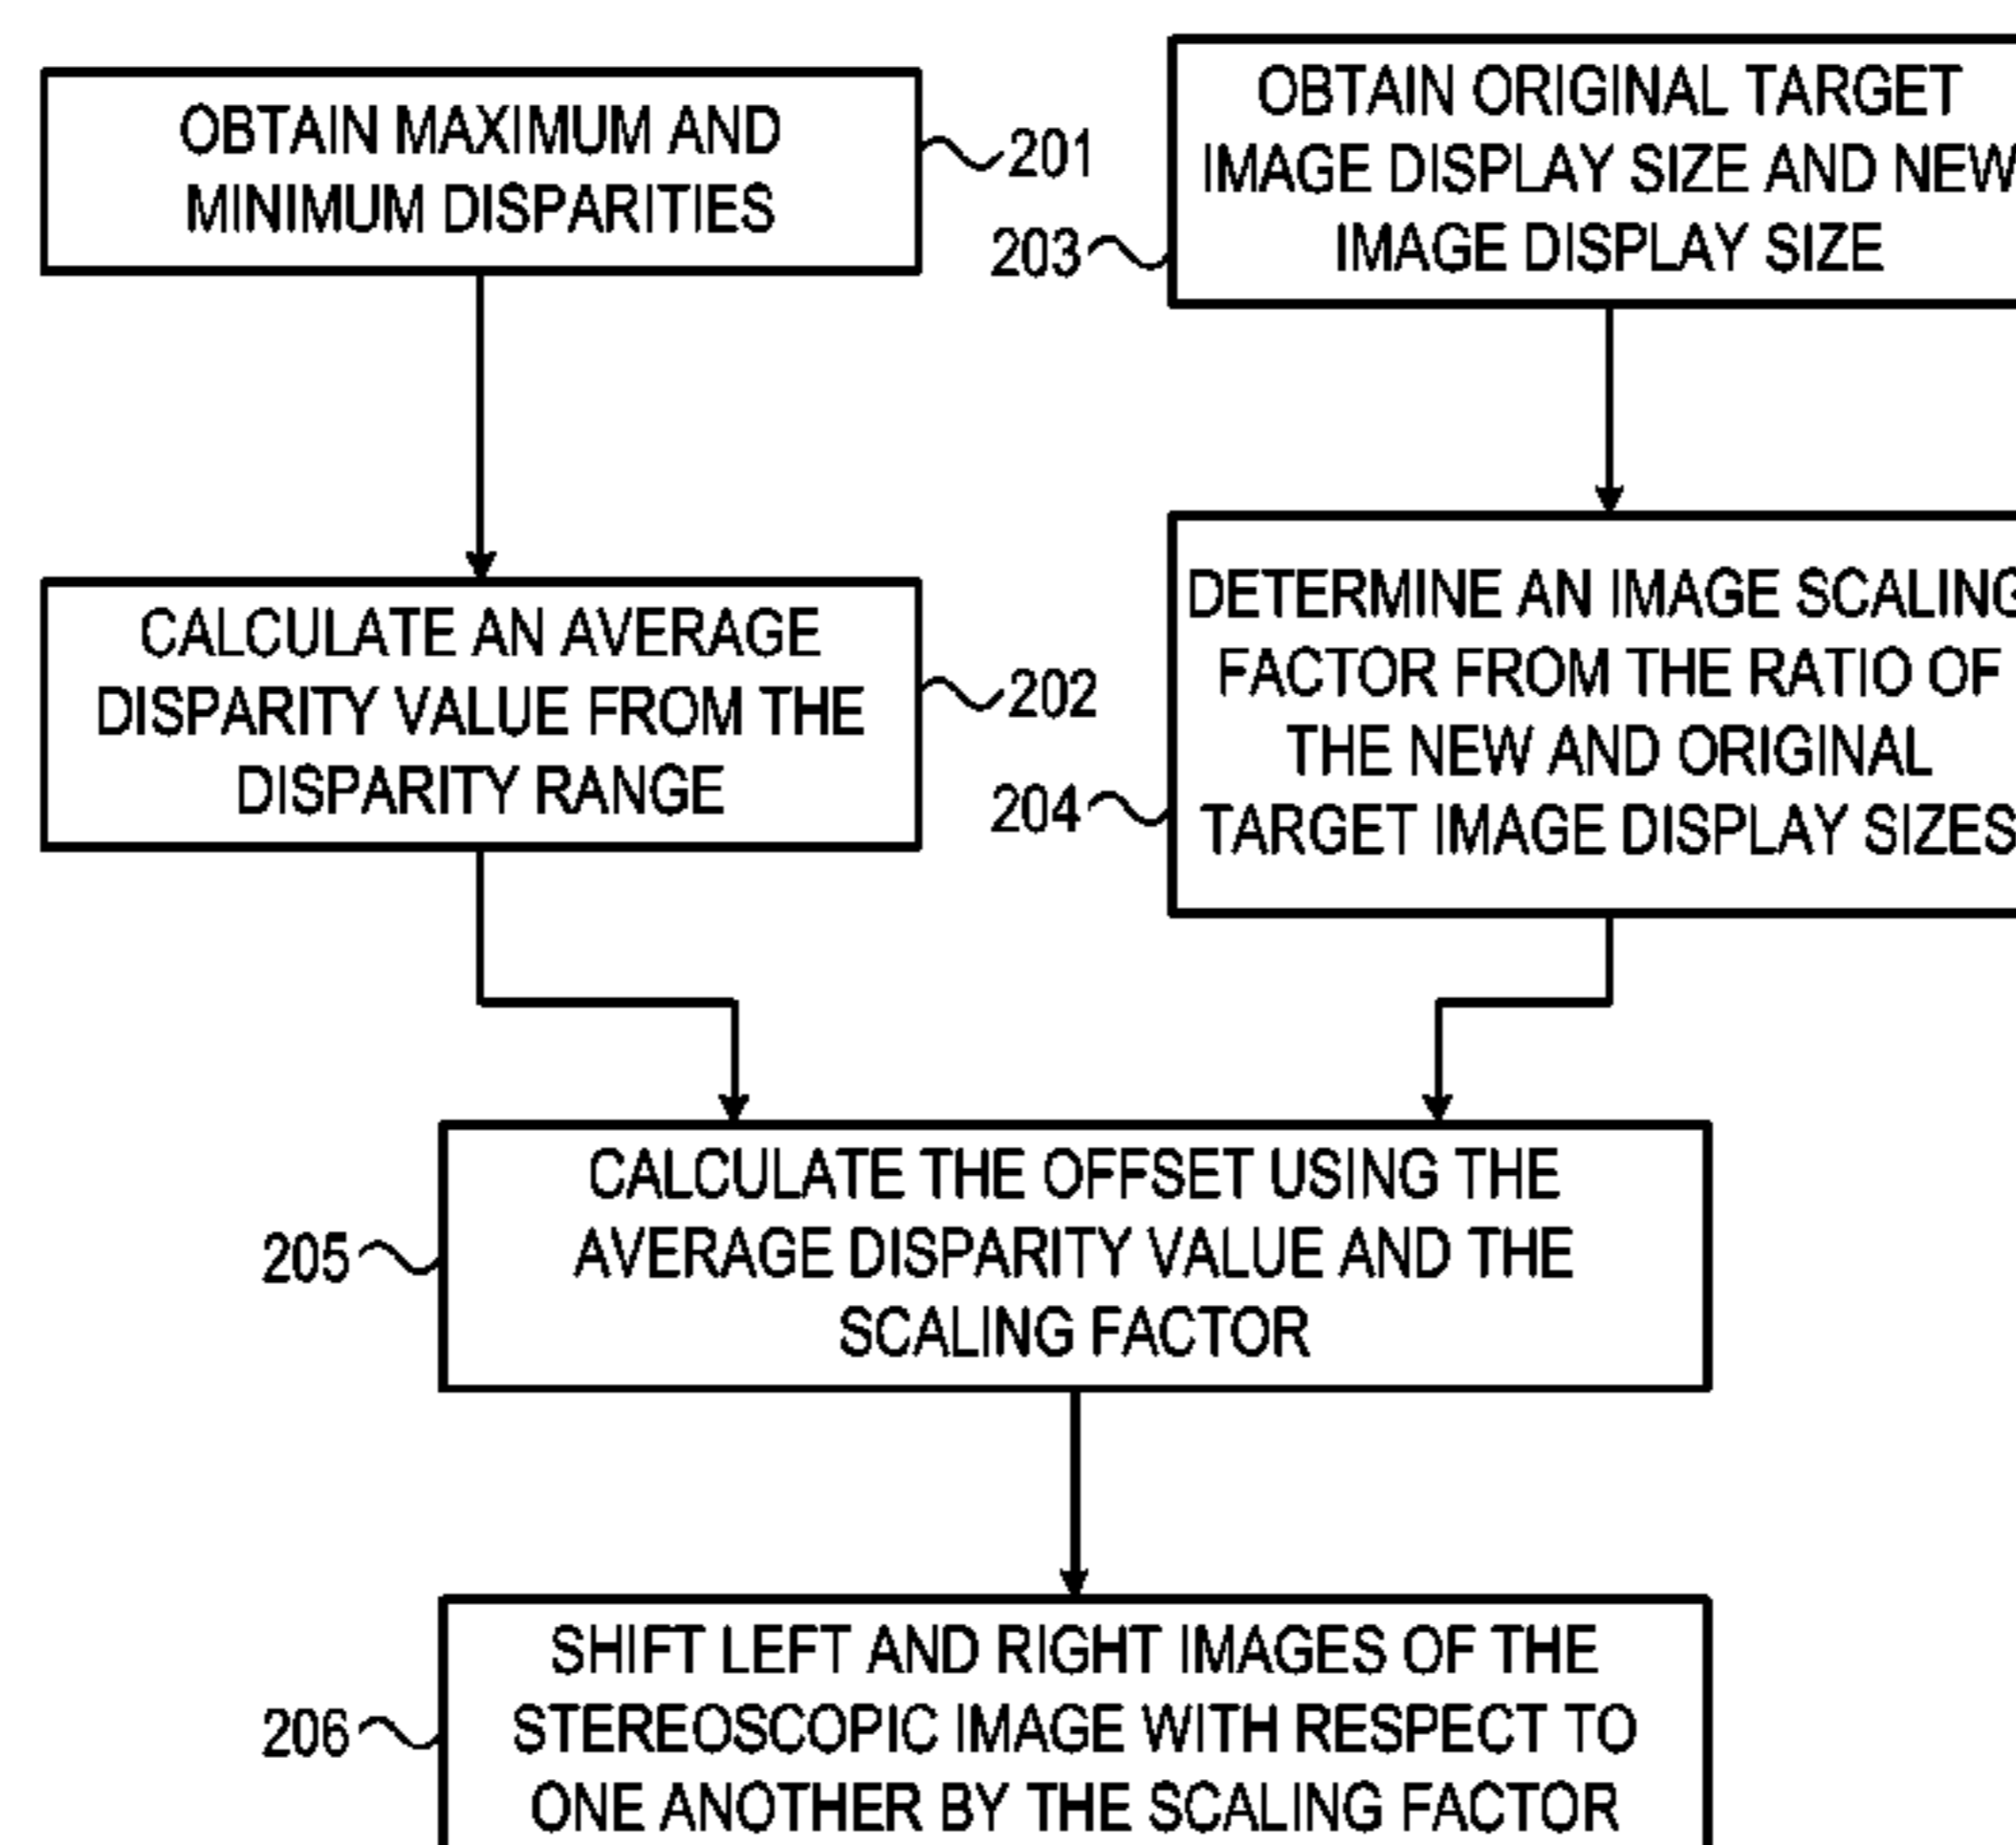 OBTAIN MAXIMUM AND
MINIMUM DISPARITIES
201
OBTAIN ORIGINAL TARGET
IMAGE DISPLAY SIZE AND NEW
IMAGE DISPLAY SIZE
203
CALCULATE AN AVERAGE
DISPARITY VALUE FROM THE
DISPARITY RANGE
202
DETERMINE AN IMAGE SCALING
FACTOR FROM THE RATIO OF
THE NEW AND ORIGINAL
TARGET IMAGE DISPLAY SIZES
204
CALCULATE THE OFFSET USING THE
AVERAGE DISPARITY VALUE AND THE
SCALING FACTOR
205
SHIFT LEFT AND RIGHT IMAGES OF THE
STEREOSCOPIC IMAGE WITH RESPECT TO
ONE ANOTHER BY THE SCALING FACTOR
206